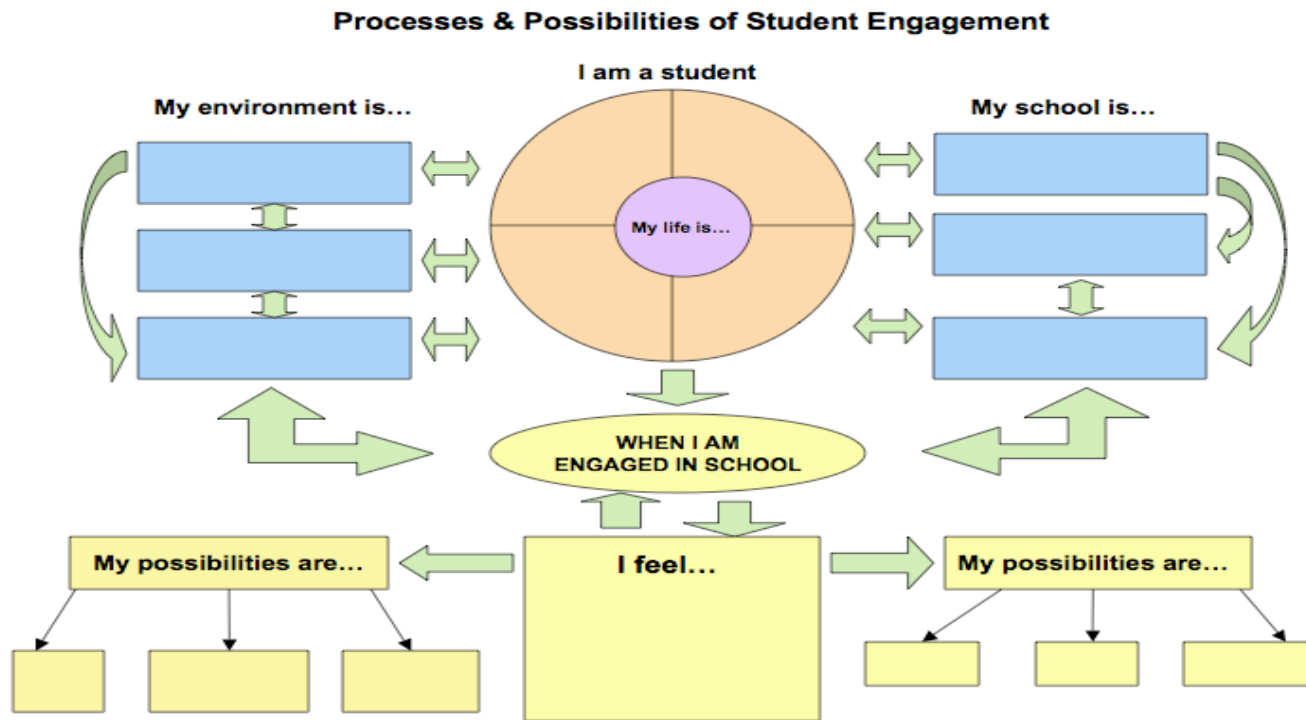 Processes & Possibilities of Student Engagement
I am a student
My environment is...
My school is...
My life is...
WHEN I AM
ENGAGED IN SCHOOL
My possibilities are...
I feel...
My possibilities are...